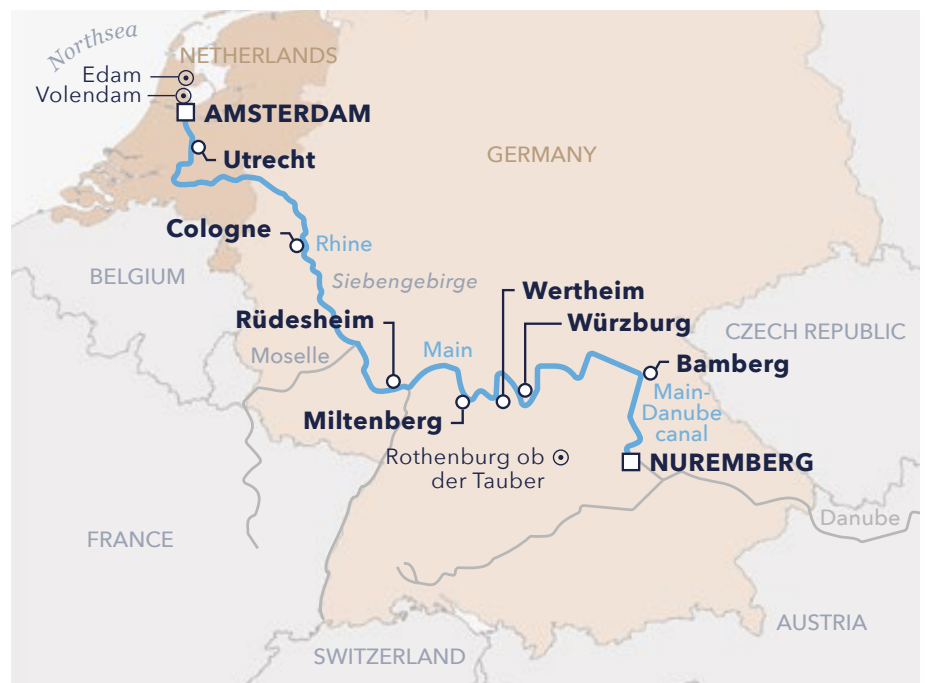 Northsea
NETHERLANDS
Edam
Volendam
AMSTERDAM
GERMANY
Utrecht
Cologne
Rhine
BELGIUM
Siebengebirge
Wertheim
Rüdesheim
Würzburg
CZECH REPUBLIC
Moselle
Main
Bamberg
Main-
Danube
canal
Miltenberg
Rothenburg ob
der Tauber
NUREMBERG
Danube
FRANCE
AUSTRIA
SWITZERLAND